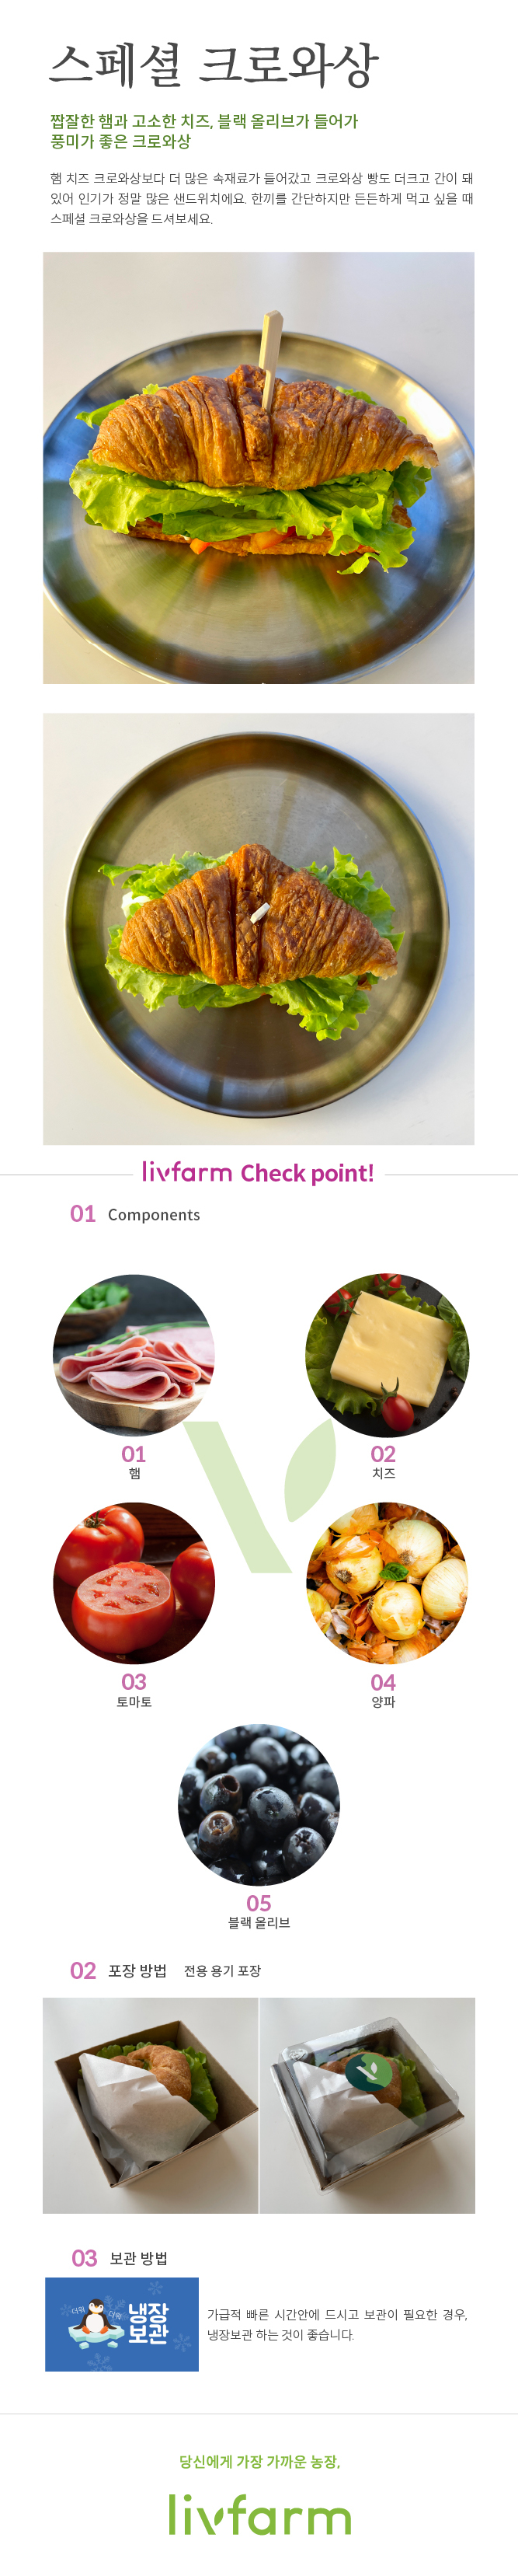 스페셜 크로와상
짭잘한 햄과 고소한 치즈, 블랙 올리브가 들어가
풍미가 좋은 크로와상
햄 치즈 크로와상보다 더 많은 속재료가 들어갔고 크로와상 빵도 더크고 간이 돼
있어 인기가 정말 많은 샌드위치에요. 한끼를 간단하지만 든든하게 먹고 싶을 때
스페셜 크로와상을 드셔보세요.
livfarm Check point!
01 Components
01
햄
02
치즈
03
토마토
04
양파
05
블랙 올리브
02 포장 방법 전용 용기 포장
03 보관 방법
더워
더워
냉장
보관
가급적 빠른 시간안에 드시고 보관이 필요한 경우,
냉장보관 하는 것이 좋습니다.
당신에게 가장 가까운 농장,
livfarm